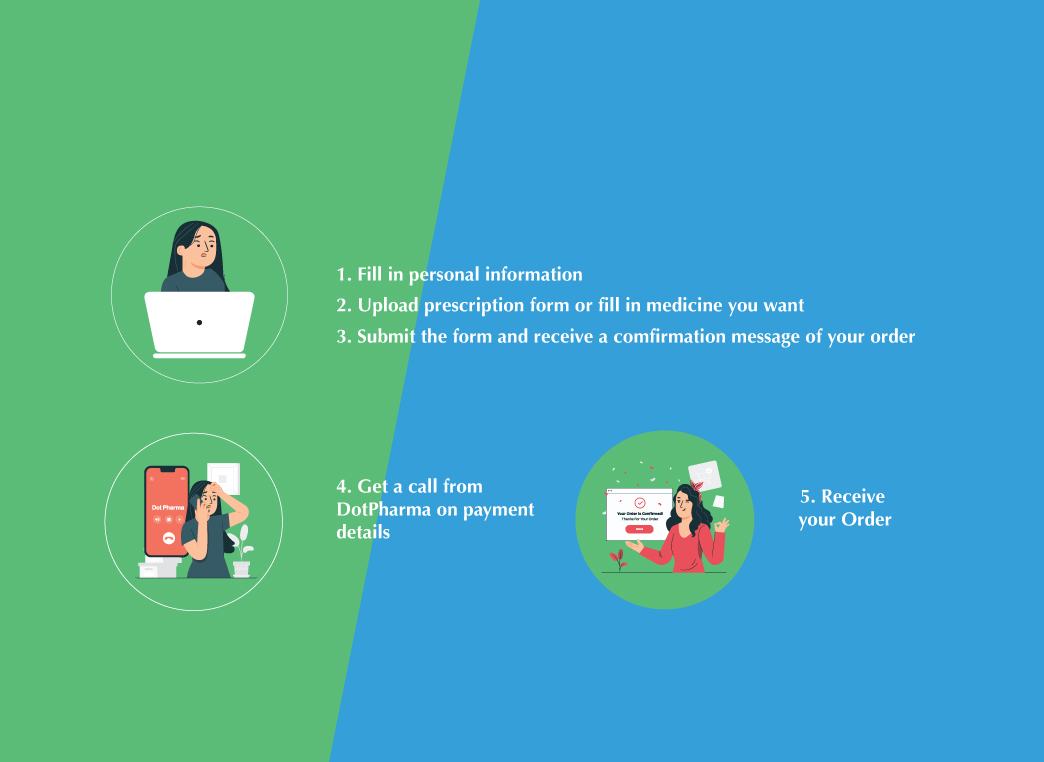 1. Fill in personal information
2. Upload prescription form or fill in medicine you want
3. Submit the form and receive a comfirmation message of your order
Dot Pharma
4. Get a call from
DotPharma on payment
details
Your Order is Confirmed!
Thanks For Your Order
5. Receive
your Order